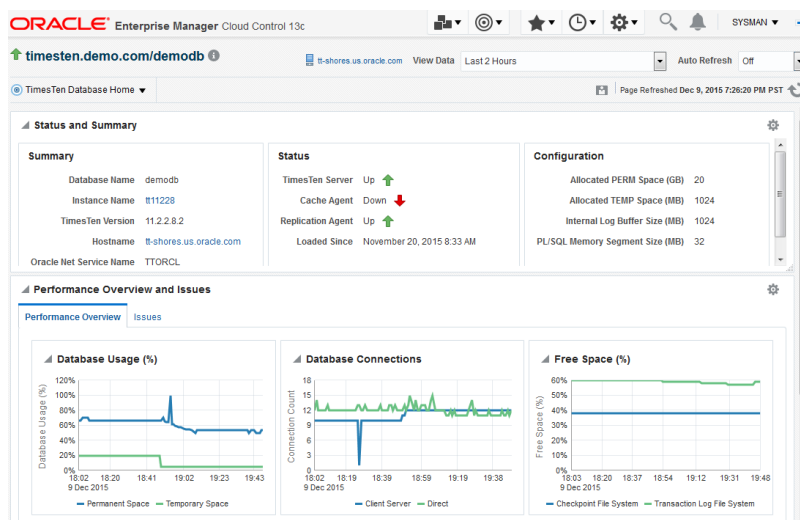 ORACLE Enterprise Manager Cloud Control 13c
SYSMAN
timesten.demo.com/demodb
tt-shores.us.oracle.com
View Data Last 2 Hours
Auto Refresh Off
TimesTen Database Home
Page Refreshed Dec 9, 2015 7:26:20 PM PST
Status and Summary
Summary
Database Name demodb
Instance Name tt11228
TimesTen Version 11.2.2.8.2
Hostname tt-shores.us.oracle.com
Oracle Net Service Name TTORCL
Status
TimesTen Server Up
Cache Agent Down
Replication Agent Up
Loaded Since November 20, 2015 8:33 AM
Configuration
Allocated PERM Space (GB) 20
Allocated TEMP Space (MB) 1024
Internal Log Buffer Size (MB) 1024
PL/SQL Memory Segment Size (MB) 32
Performance Overview and Issues
Performance Overview Issues
Database Usage (%)
Database Usage (%)
120%
100%
80%
60%
40%
20%
0%
18:02 18:20 18:41 19:02 19:23 19:43
9 Dec 2015
Permanent Space Temporary Space
Database Connections
Connection Count
18
15
12
9
6
3
0
18:02 18:19 18:39 18:59 19:19 19:38
9 Dec 2015
Client Server Direct
Free Space (%)
Free Space (%)
60%
50%
40%
30%
20%
10%
0%
18:03 18:20 18:37 18:54 19:12 19:31 19:48
9 Dec 2015
Checkpoint File System Transaction Log File System